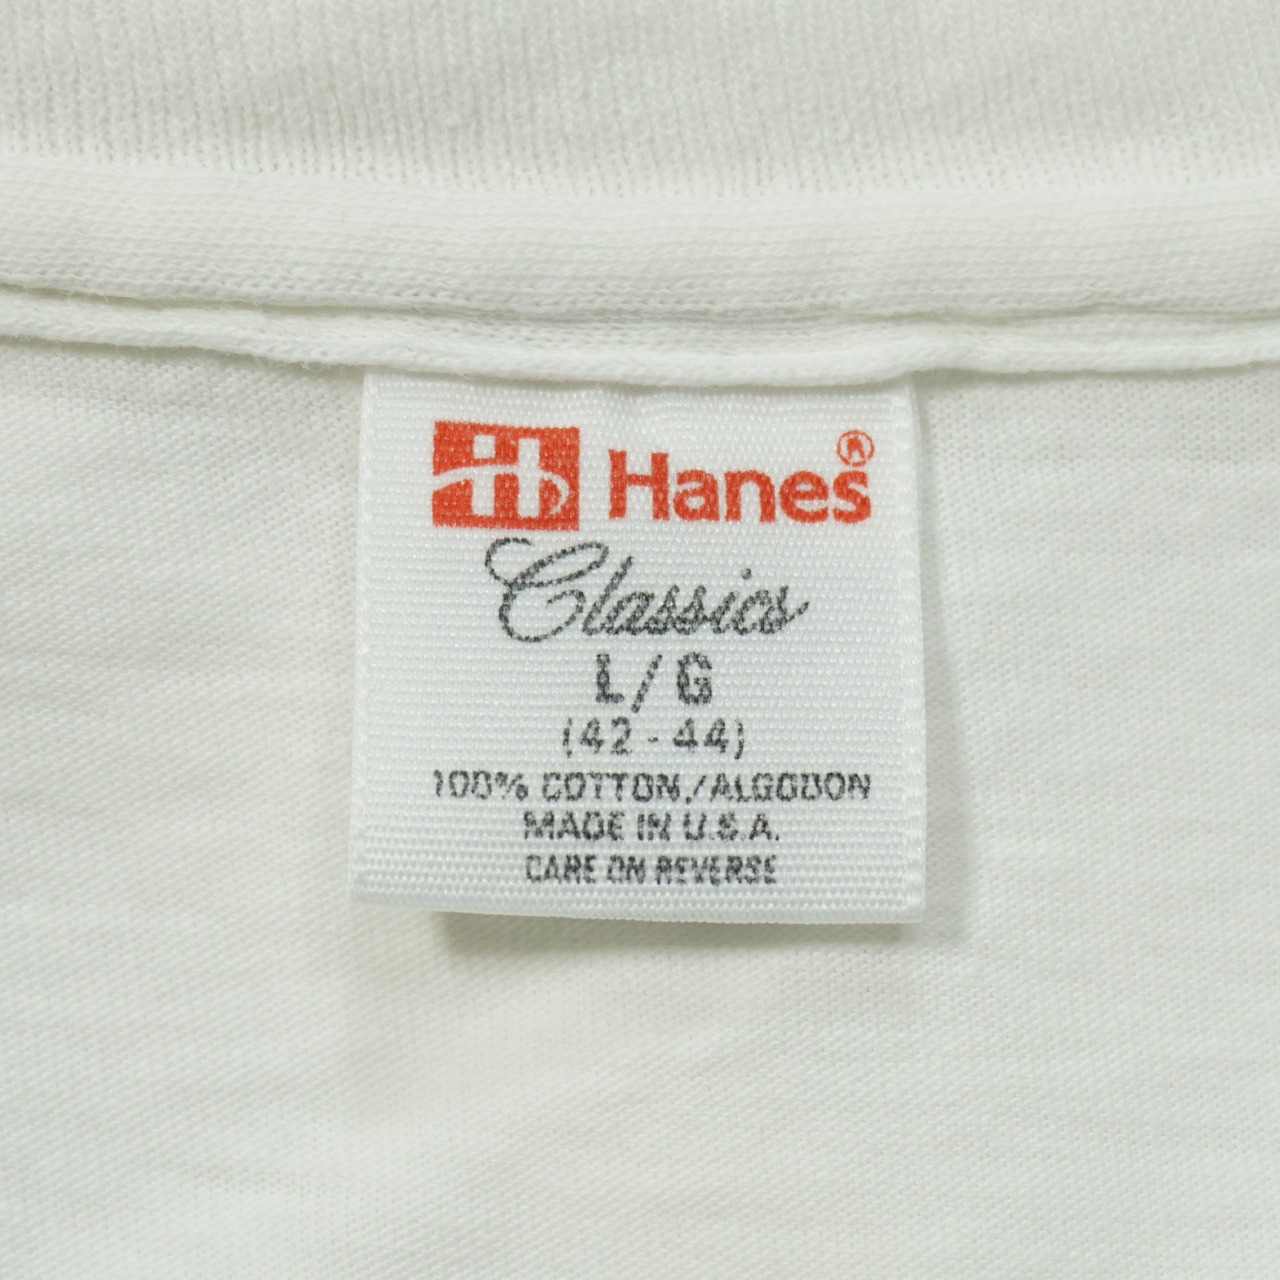 Hanes®
Classics
L/G
(42-44)
100% COTTON./ALGODON
MADE IN U.S.A.
CARE ON REVERSE